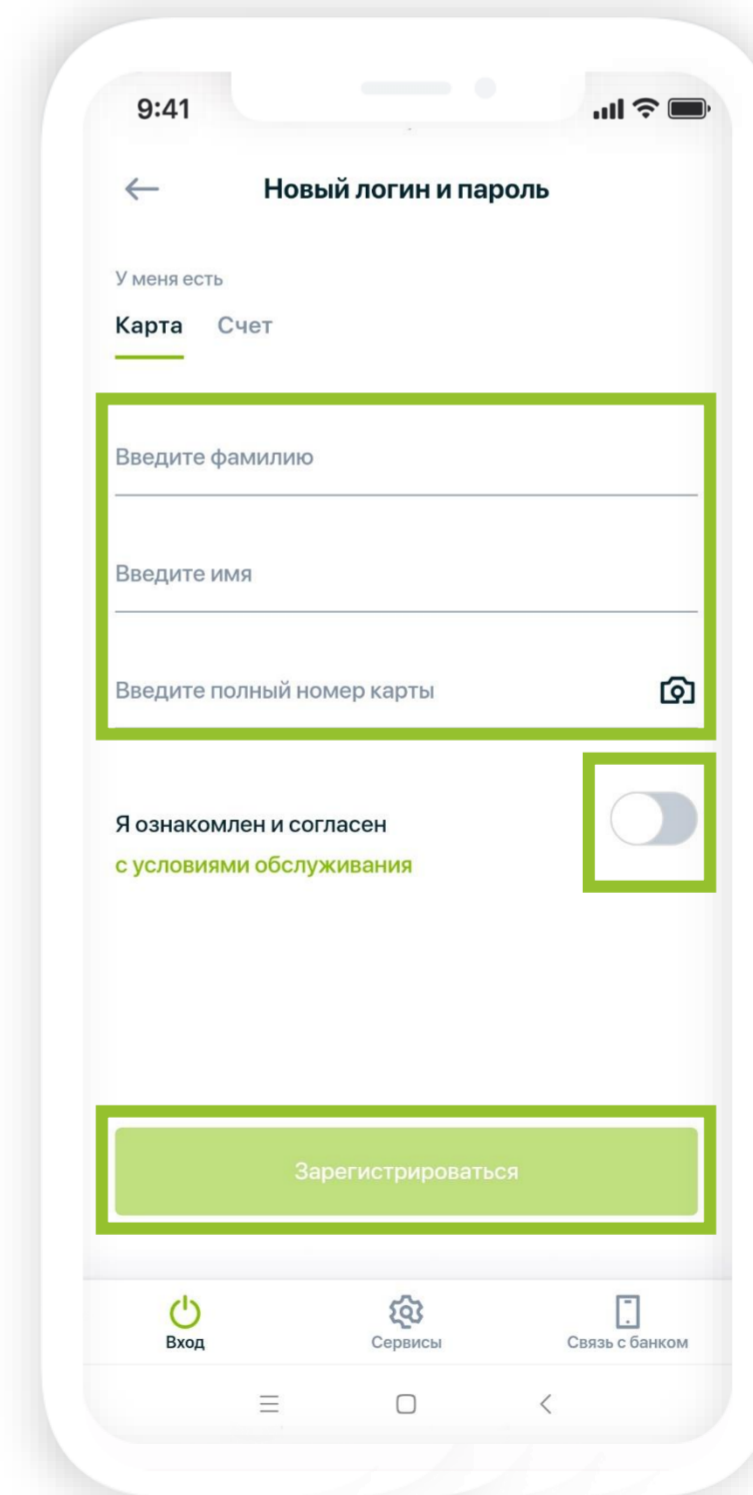 9:41
Новый логин и пароль
У меня есть
Карта Счет
Введите фамилию
Введите имя
Введите полный номер карты
Я ознакомлен и согласен
с условиями обслуживания
Зарегистрироваться
Вход Сервисы Связь с банком